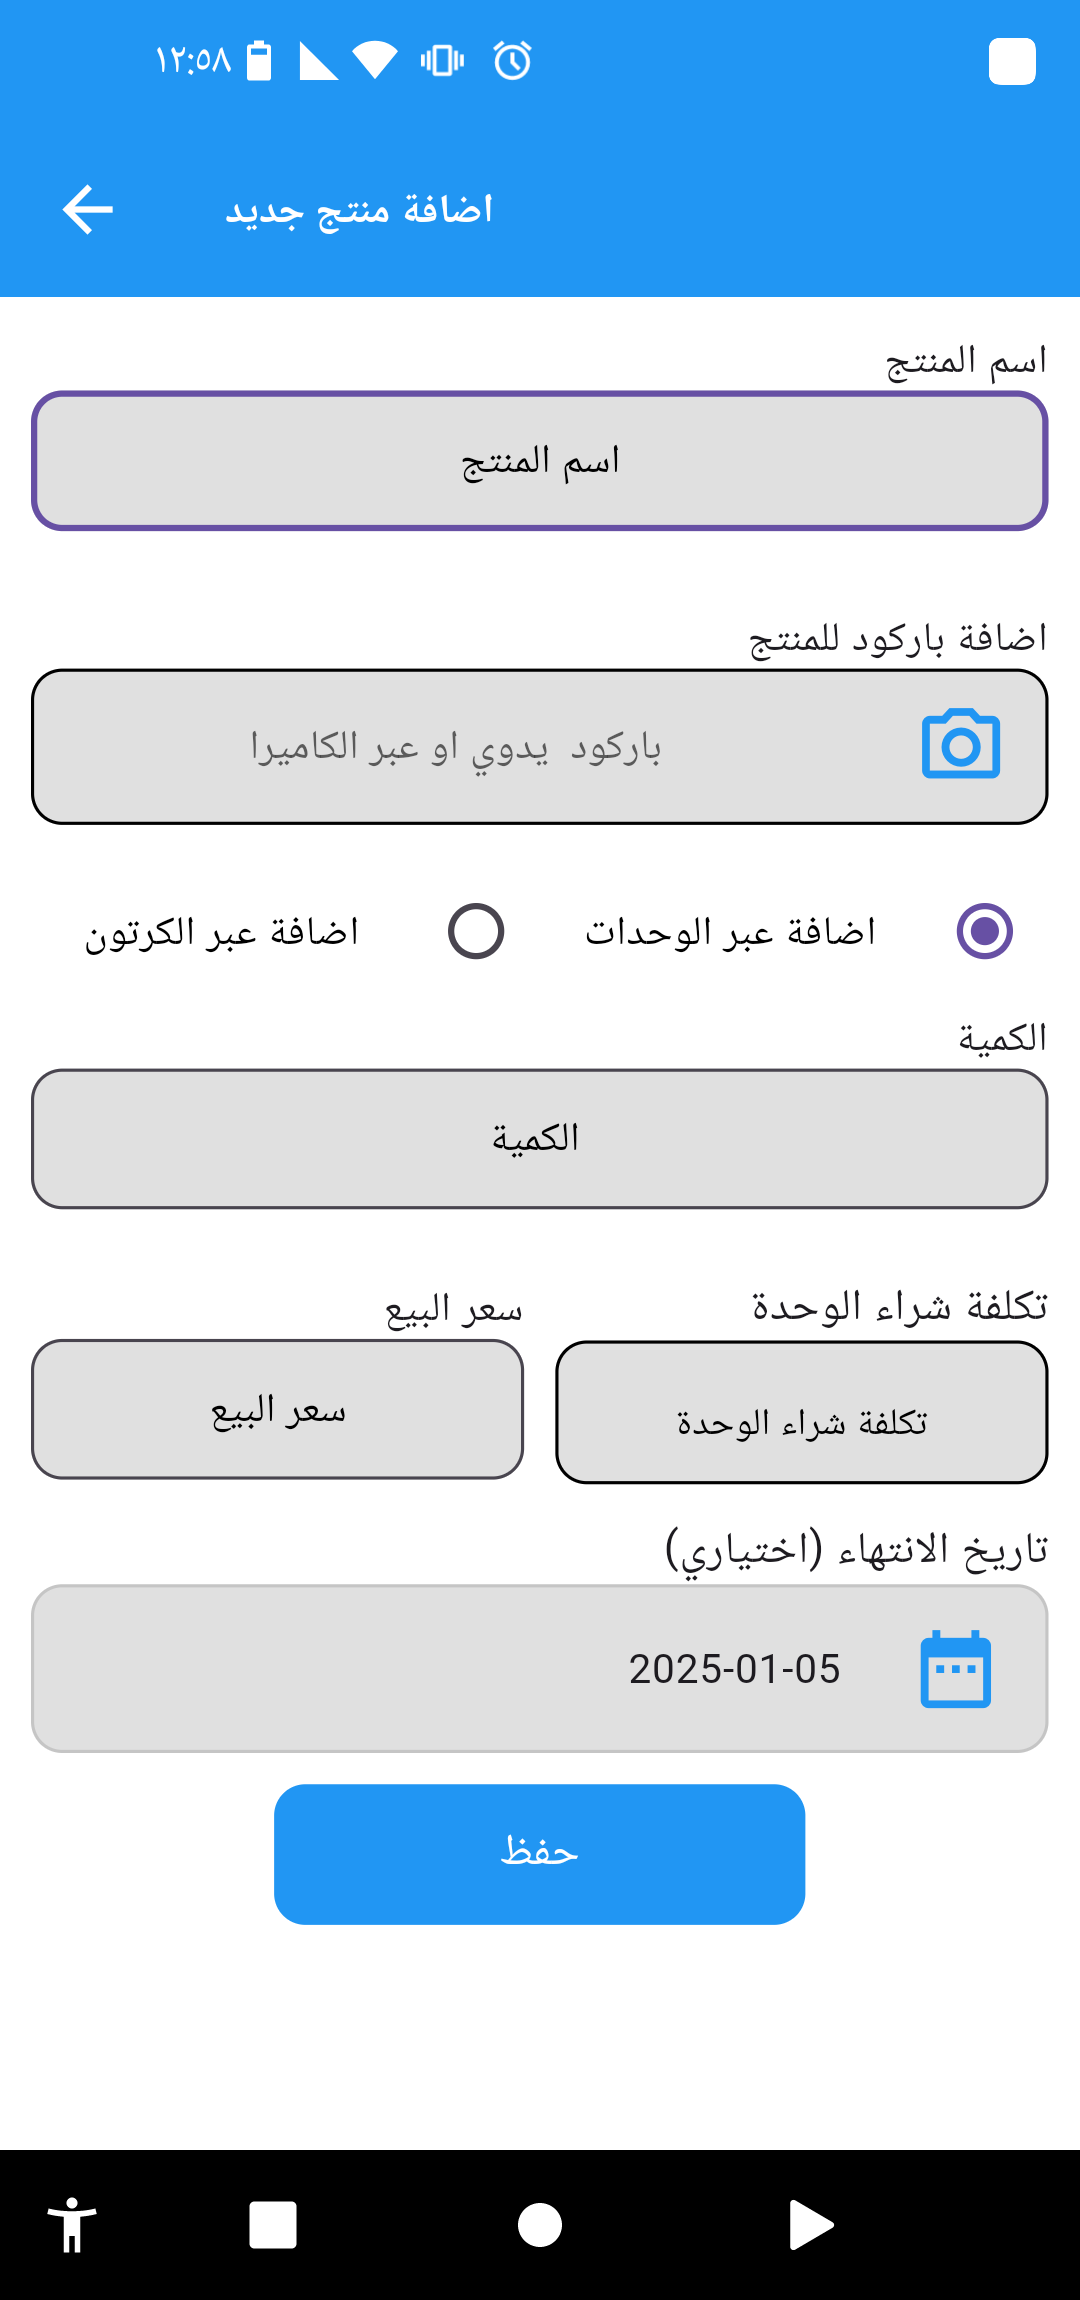 ١٢:٥٨
اضافة منتج جديد
اسم المنتج
اسم المنتج
اضافة باركود للمنتج
باركود يدوي او عبر الكاميرا
اضافة عبر الوحدات
اضافة عبر الكرتون
الكمية
الكمية
تكلفة شراء الوحدة
سعر البيع
تكلفة شراء الوحدة
سعر البيع
تاريخ الانتهاء (اختياري)
2025-01-05
حفظ